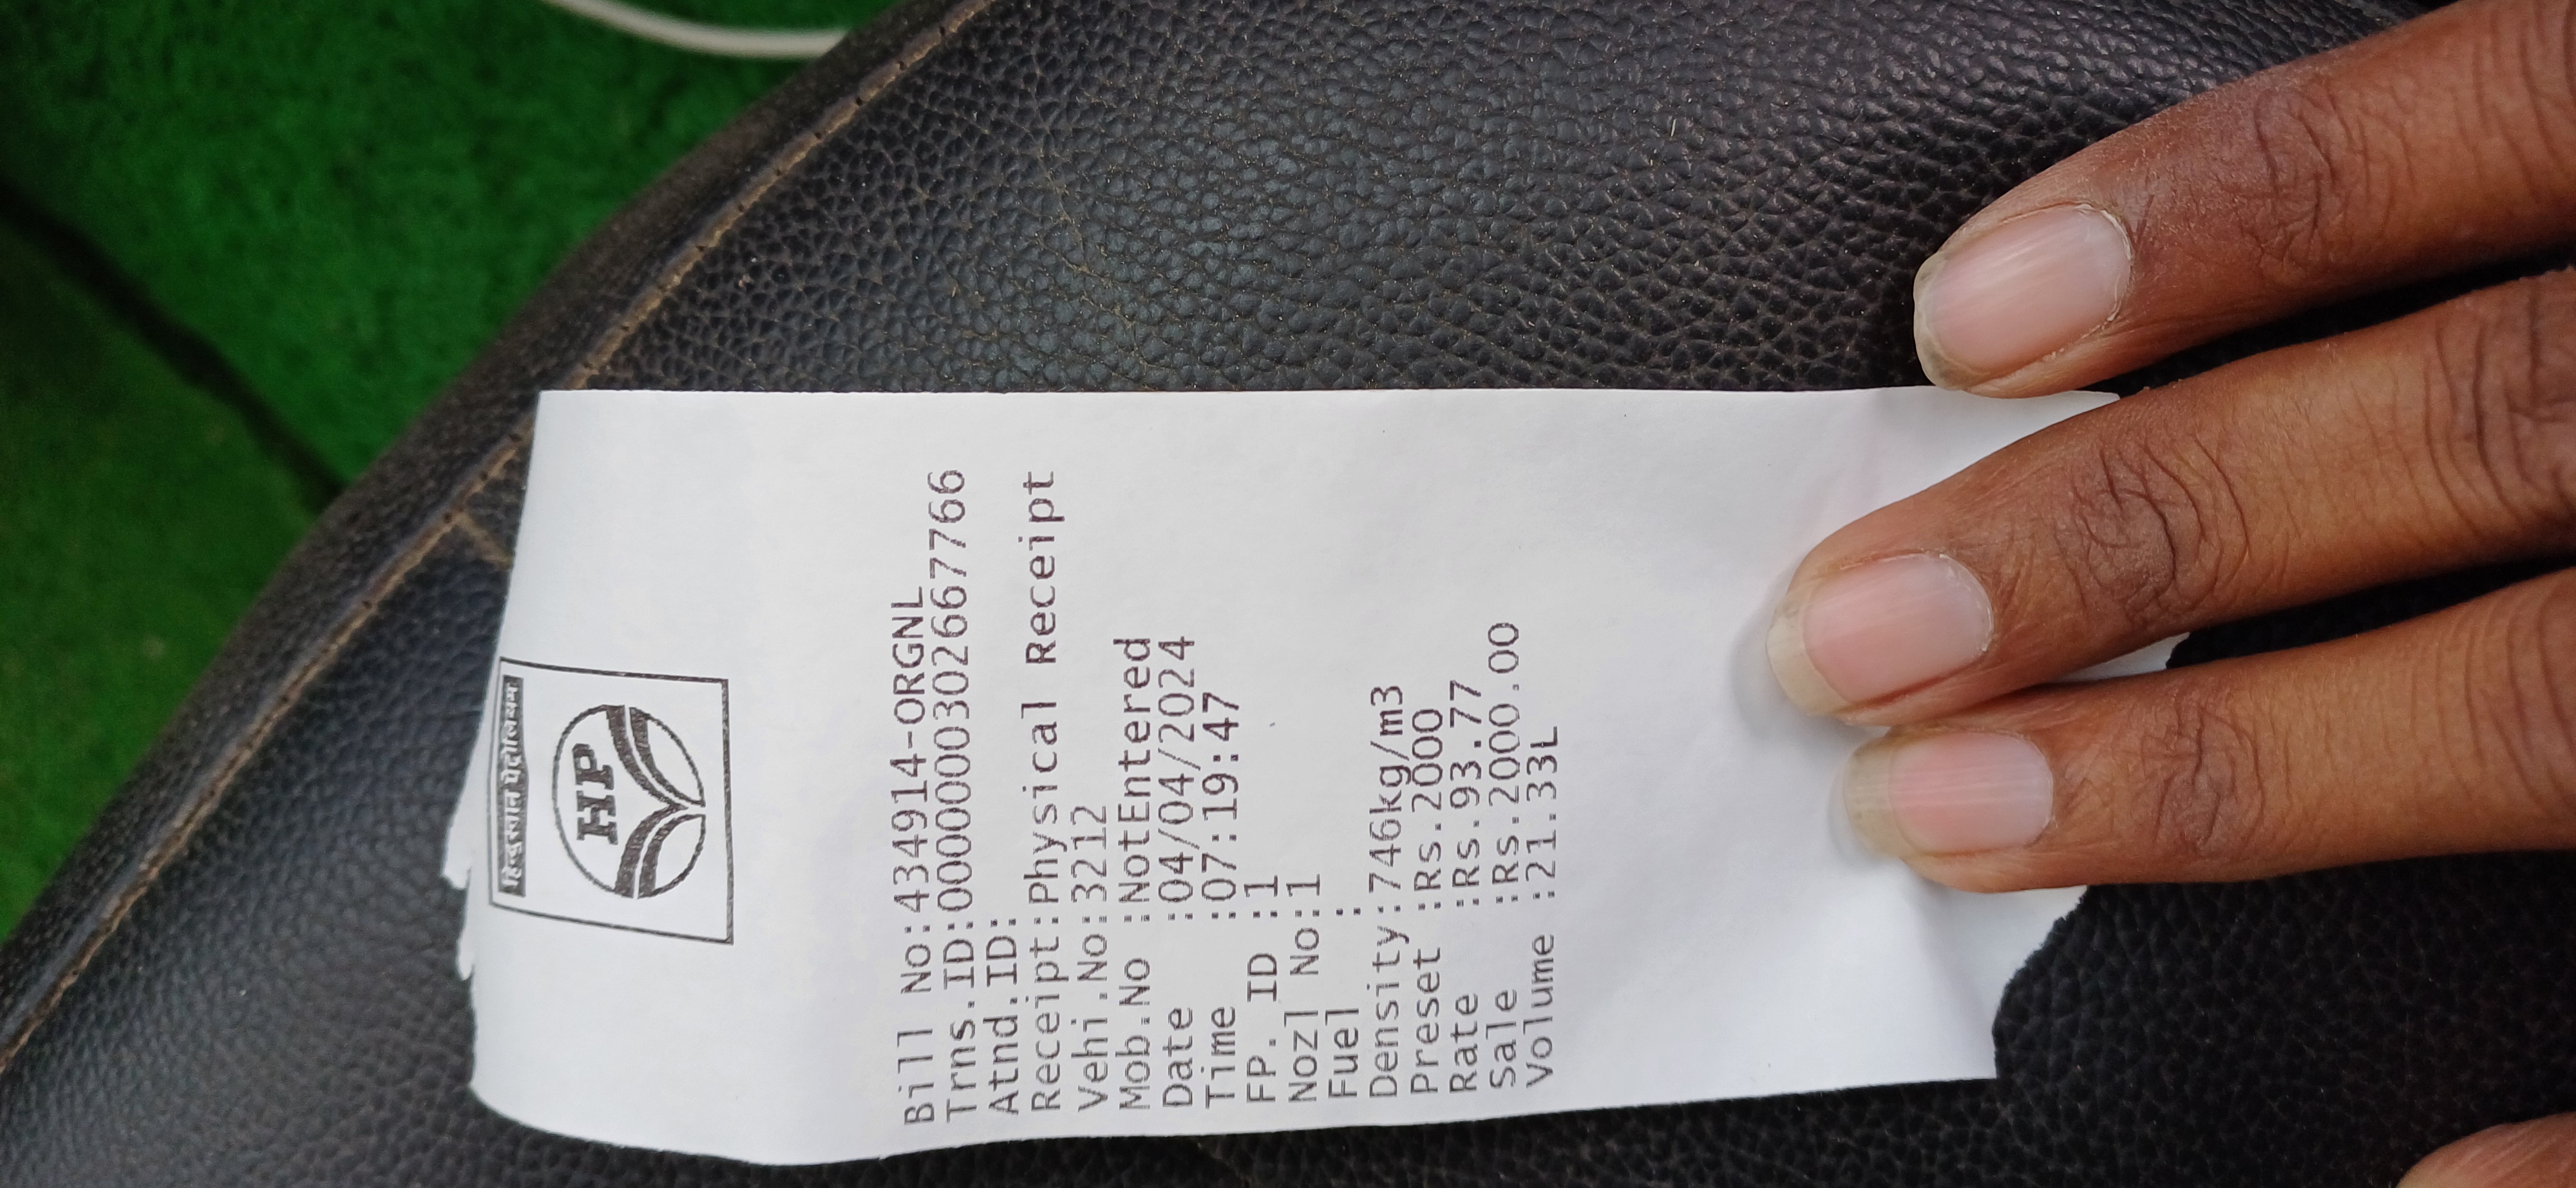 हिन्दुस्तान पेट्रोलियम
HP
Bill No:434914-ORGNL
Trns.ID:0000000302667766
Atnd.ID:
Receipt:Physical Receipt
Vehi.No:3212
Mob.No :NotEntered
Date :04/04/2024
Time :07:19:47
FP. ID :1
Nozl No:1
Fuel :
Density:746kg/m3
Preset :Rs.2000
Rate :Rs.93.77
Sale :Rs.2000.00
Volume :21.33L